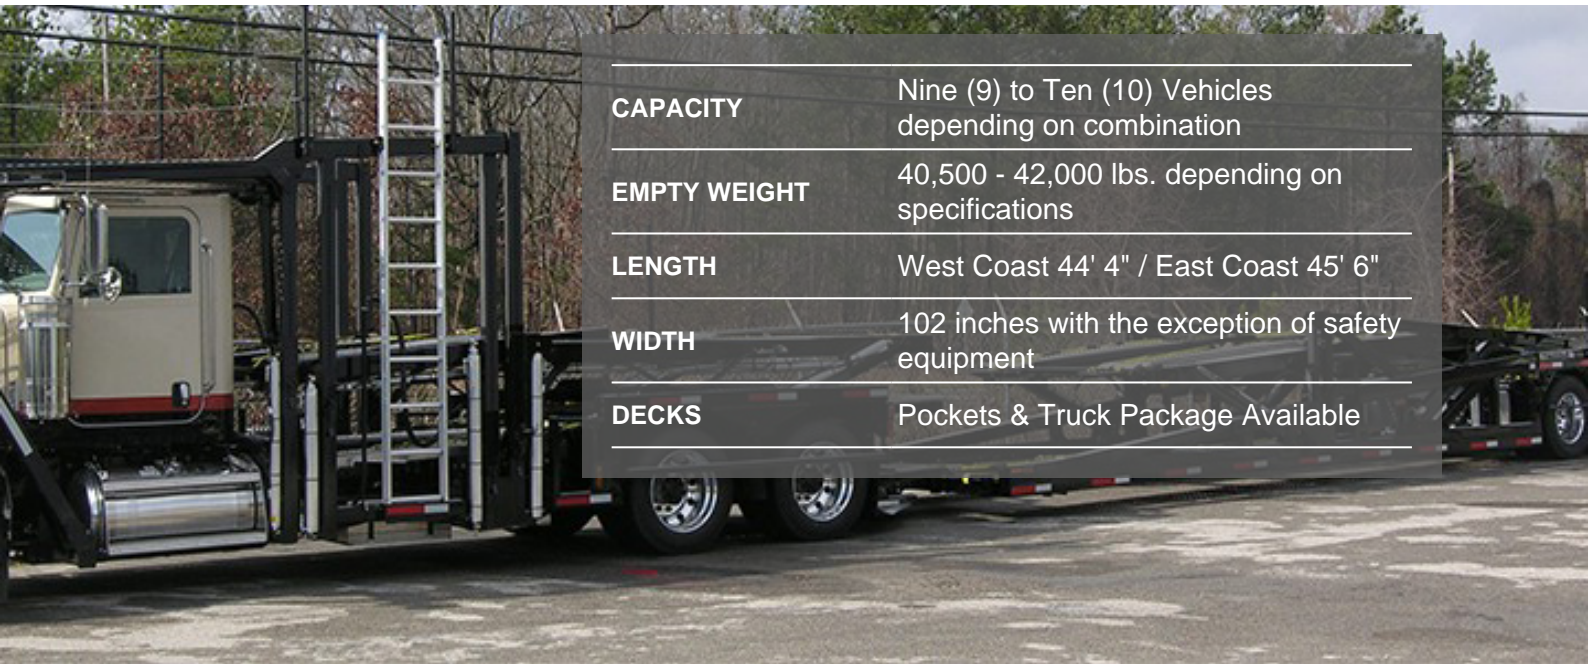 CAPACITY
Nine (9) to Ten (10) Vehicles
depending on combination
EMPTY WEIGHT
40,500 - 42,000 lbs. depending on
specifications
LENGTH
West Coast 44' 4" / East Coast 45' 6"
WIDTH
102 inches with the exception of safety
equipment
DECKS
Pockets & Truck Package Available